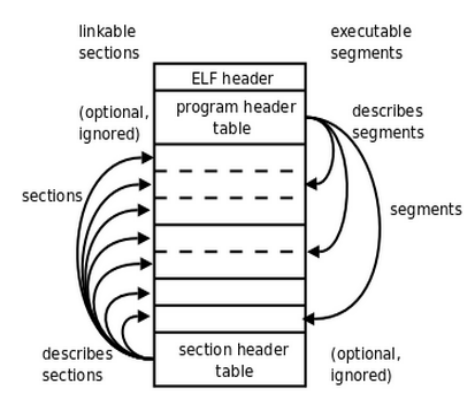 linkable
sections
executable
segments
ELF header
(optional,
ignored)
program header
table
describes
segments
sections
segments
describes
sections
section header
table
(optional,
ignored)